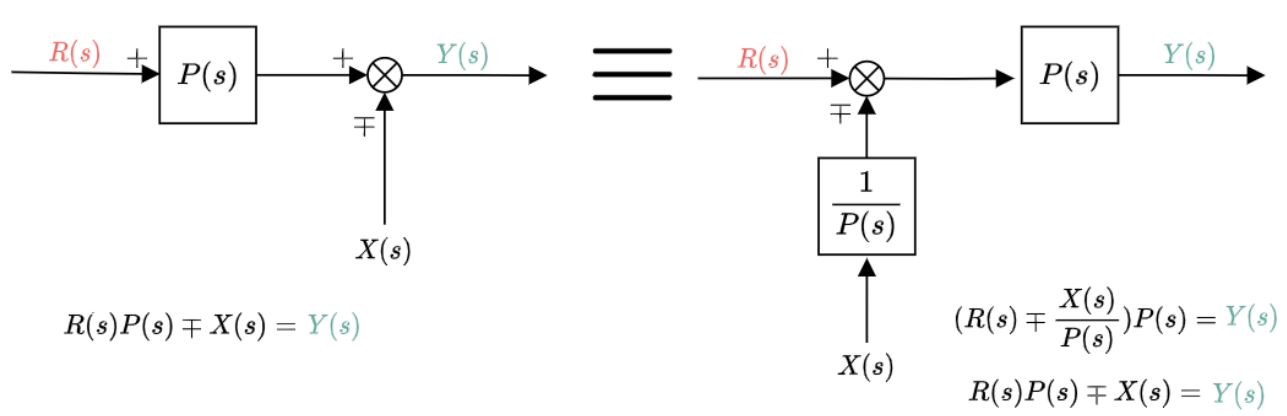 R(s) + P(s) + Y(s)
∓
X(s)
R(s)P(s) ∓ X(s) = Y(s)
≡
R(s) + P(s) Y(s)
∓
1
P(s)
X(s)
(R(s) ∓ X(s)/P(s))P(s) = Y(s)
R(s)P(s) ∓ X(s) = Y(s)